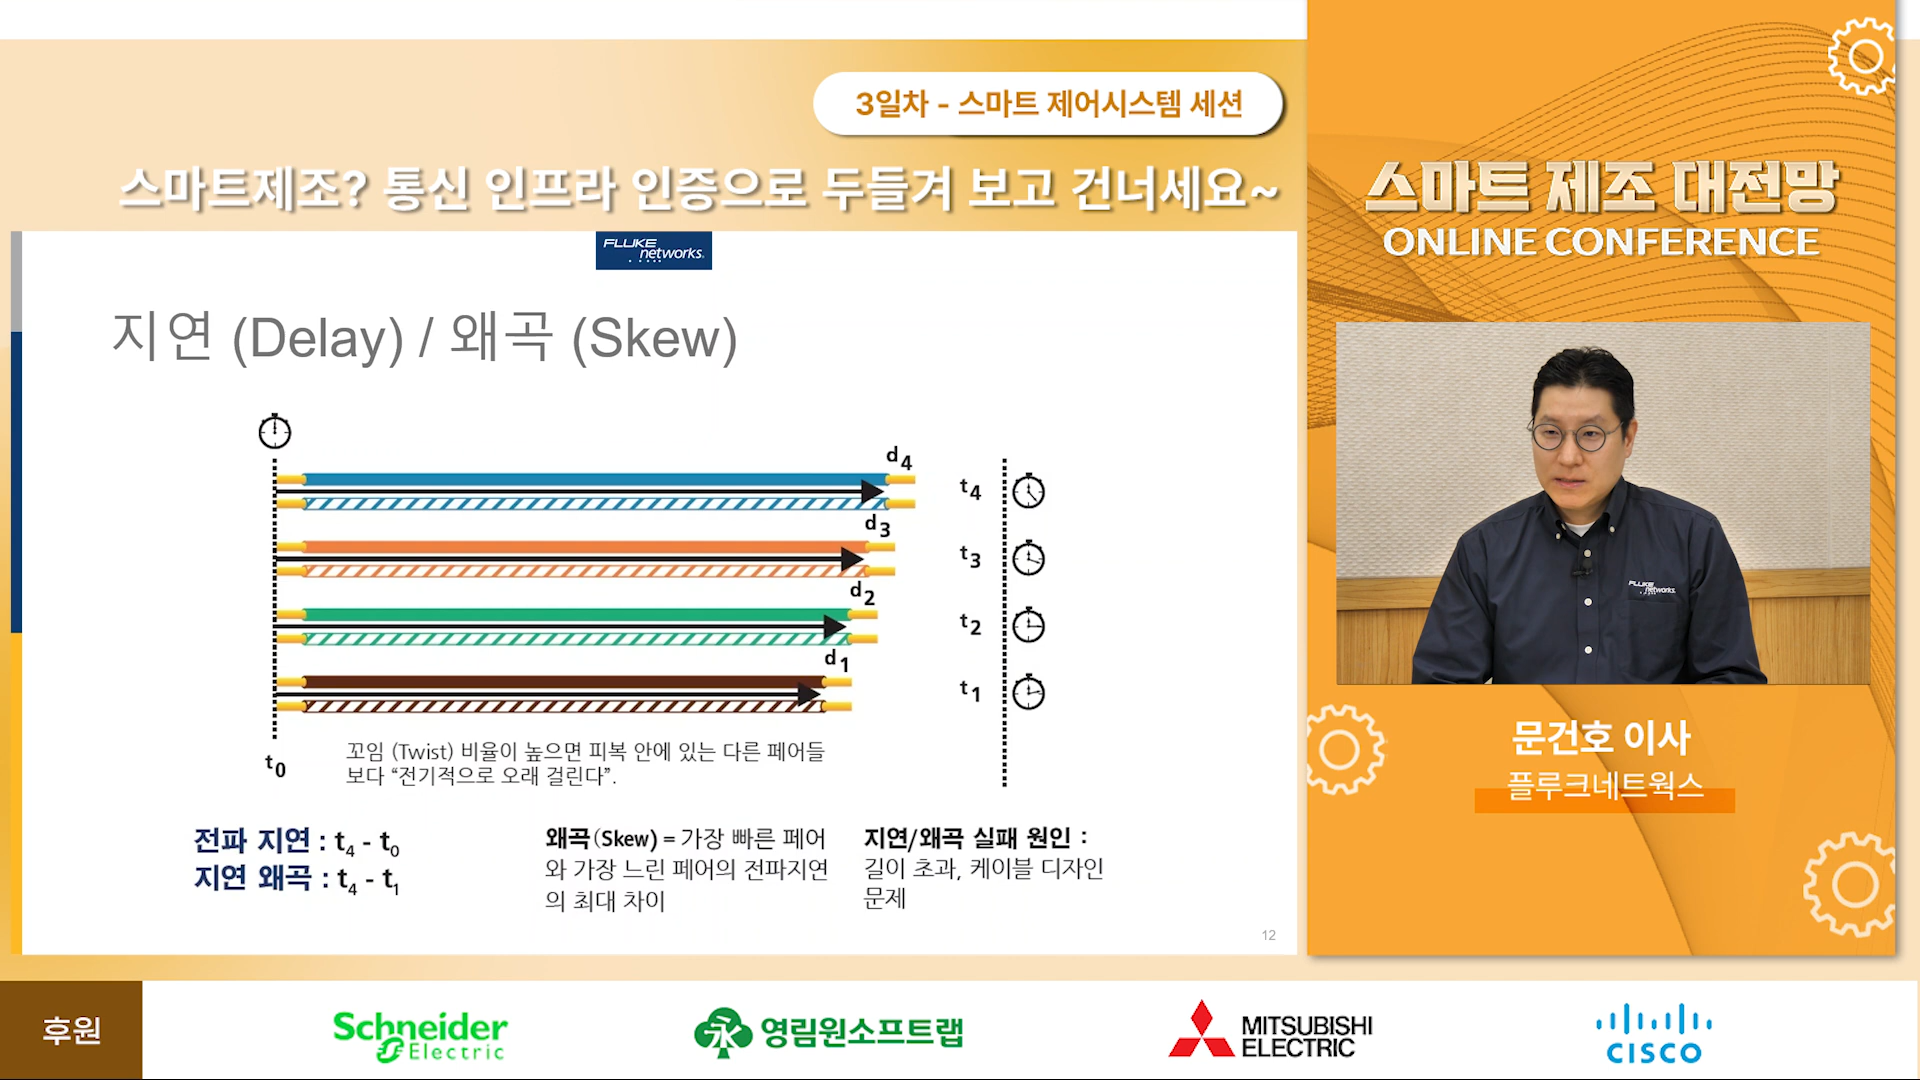 3일차 - 스마트 제어시스템 세션
스마트제조? 통신 인프라 인증으로 두들겨 보고 건너세요~
FLUKE
networks.
지연 (Delay) / 왜곡 (Skew)
d4
t4
d3
t3
d2
t2
d1
t1
t0
꼬임 (Twist) 비율이 높으면 피복 안에 있는 다른 페어들
보다 “전기적으로 오래 걸린다”.
전파 지연 : t4 - t0
지연 왜곡 : t4 - t1
왜곡(Skew) = 가장 빠른 페어
와 가장 느린 페어의 전파지연
의 최대 차이
지연/왜곡 실패 원인 :
길이 초과, 케이블 디자인
문제
12
스마트 제조 대전망
ONLINE CONFERENCE
FLUKE
networks.
문건호 이사
플루크네트웍스
후원
Schneider
Electric
永 영림원소프트랩
MITSUBISHI
ELECTRIC
CISCO